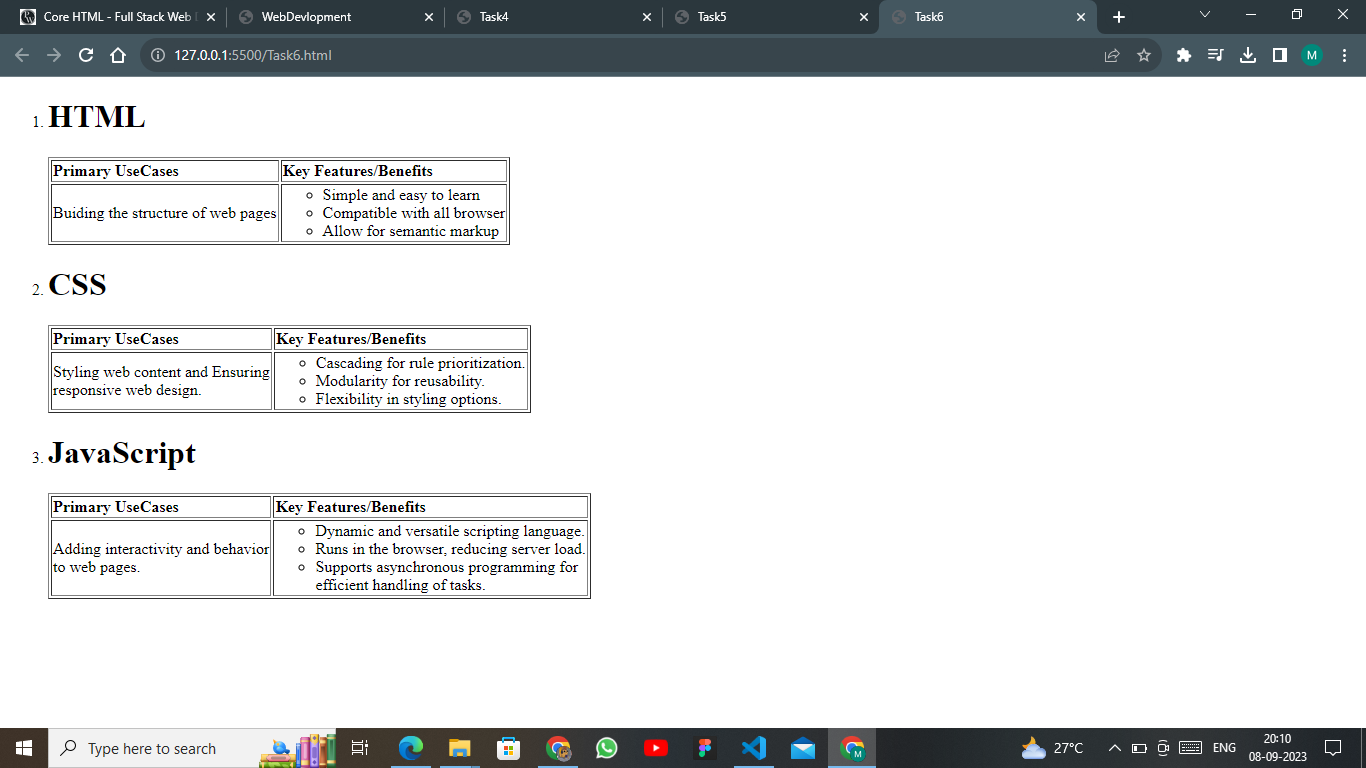 Core HTML - Full Stack Web
WebDevlopment
Task4
Task5
Task6
127.0.0.1:5500/Task6.html
M
1. HTML
Primary UseCases Key Features/Benefits
Buiding the structure of web pages
Simple and easy to learn
Compatible with all browser
Allow for semantic markup
2. CSS
Primary UseCases Key Features/Benefits
Styling web content and Ensuring
responsive web design.
Cascading for rule prioritization.
Modularity for reusability.
Flexibility in styling options.
3. JavaScript
Primary UseCases Key Features/Benefits
Adding interactivity and behavior
to web pages.
Dynamic and versatile scripting language.
Runs in the browser, reducing server load.
Supports asynchronous programming for
efficient handling of tasks.
Type here to search
M
27°C
ENG
20:10
08-09-2023